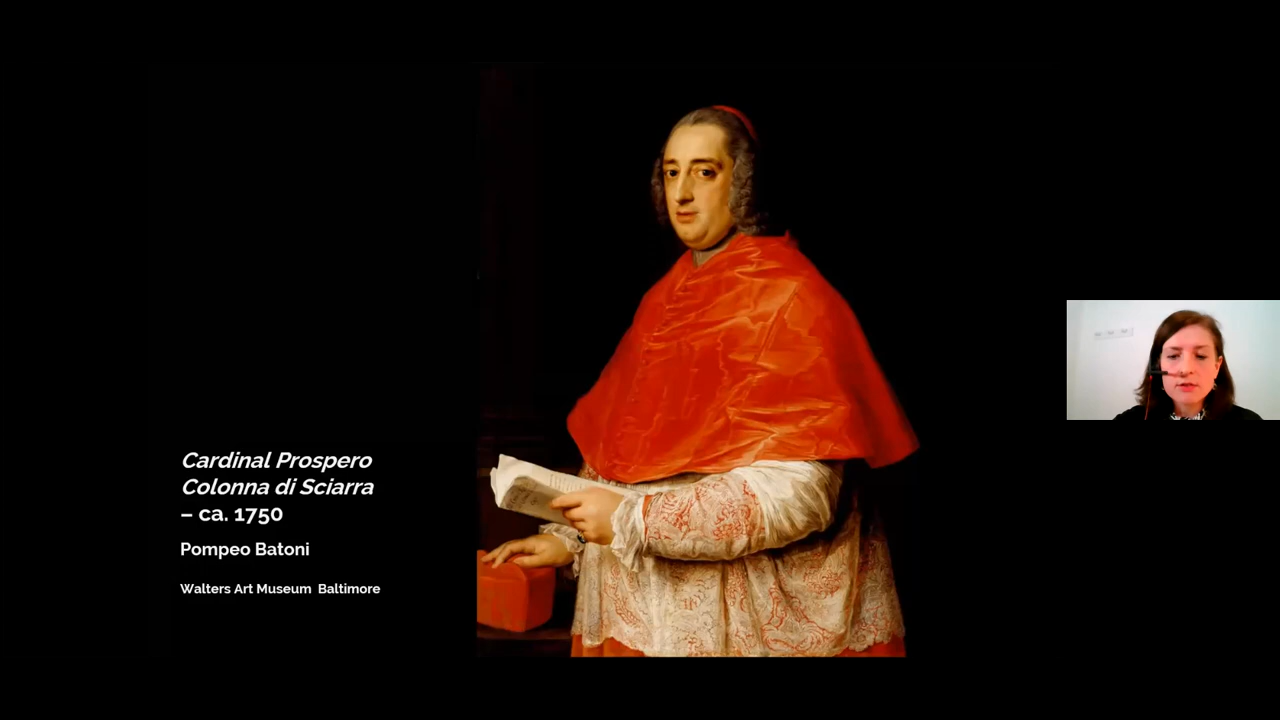 Cardinal Prospero
Colonna di Sciarra
– ca. 1750
Pompeo Batoni
Walters Art Museum Baltimore